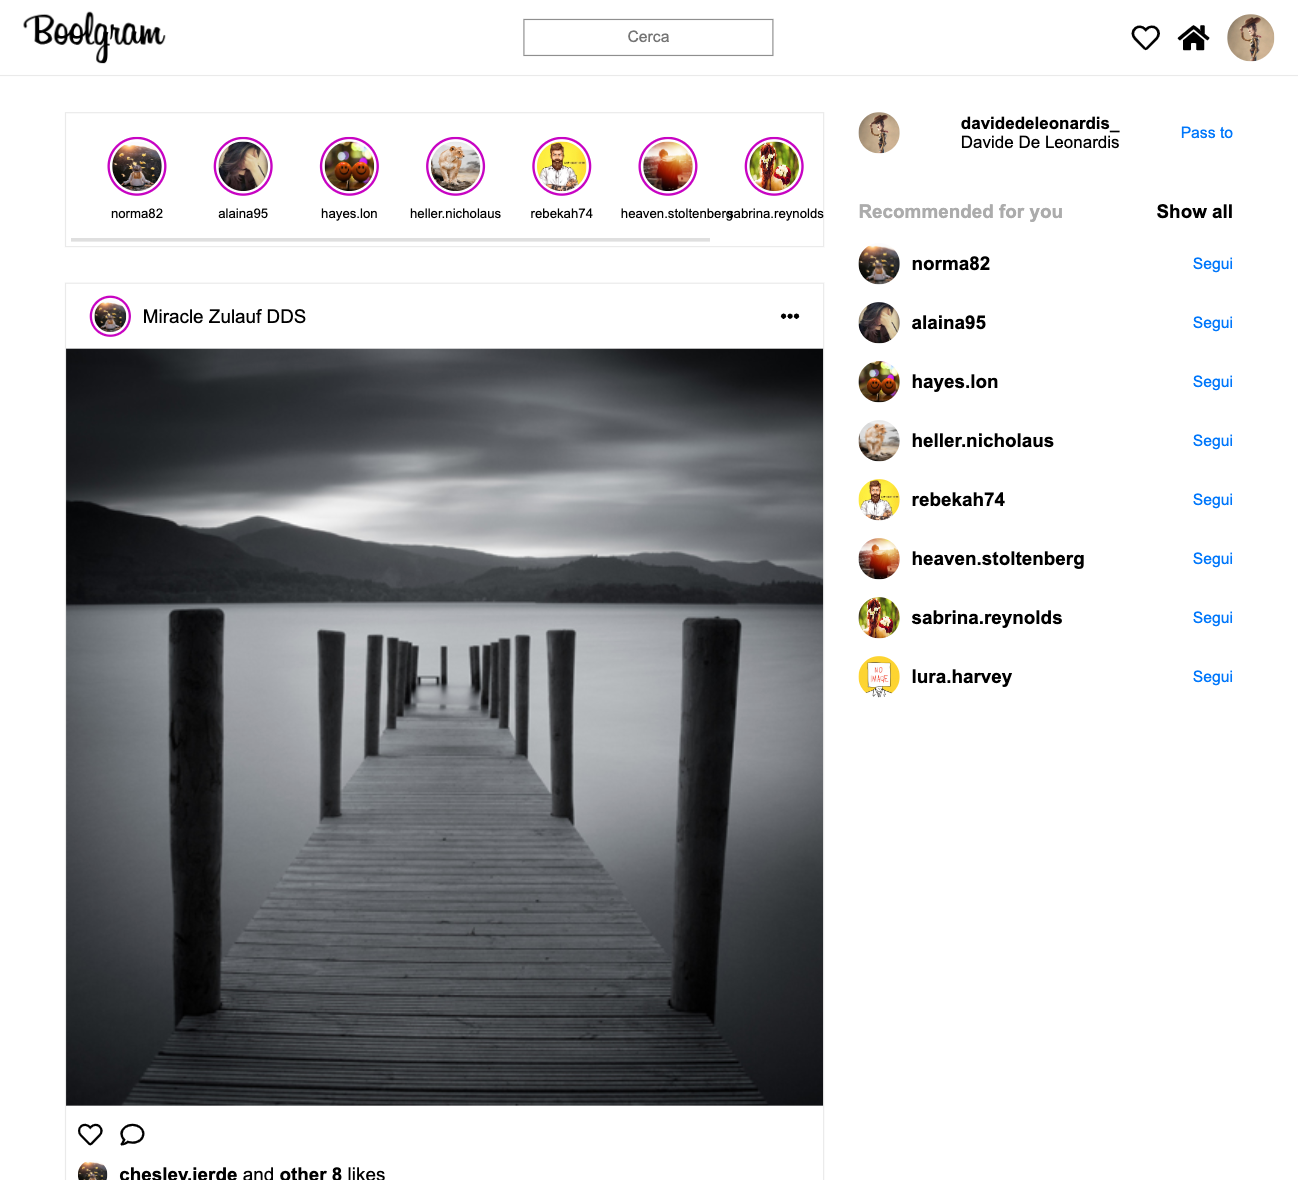 Boolgram
Cerca
norma82
alaina95
hayes.lon
heller.nicholaus
rebekah74
heaven.stoltenberg
sabrina.reynolds
davidedeleonardis_
Davide De Leonardis
Pass to
Recommended for you
Show all
norma82 Segui
alaina95 Segui
hayes.lon Segui
heller.nicholaus Segui
rebekah74 Segui
heaven.stoltenberg Segui
sabrina.reynolds Segui
NO
IMAGE
lura.harvey Segui
Miracle Zulauf DDS
chesley.jerde and other 8 likes